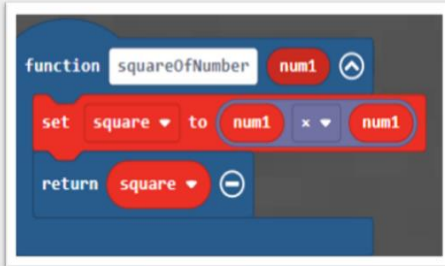 function squareOfNumber num1
set square to num1 × num1
return square